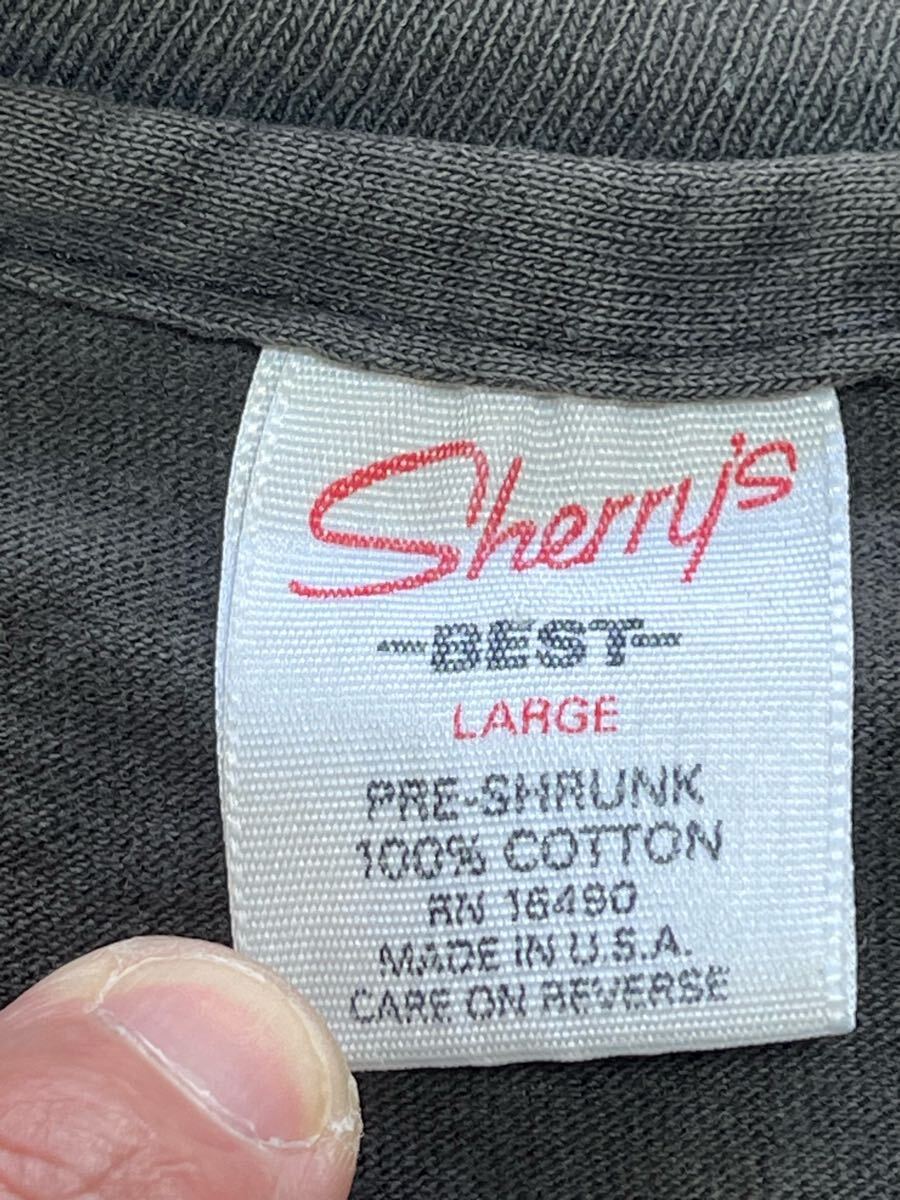 Sherry's
-BEST-
LARGE
PRE-SHRUNK
100% COTTON
RN 16490
MADE IN U.S.A.
CARE ON REVERSE